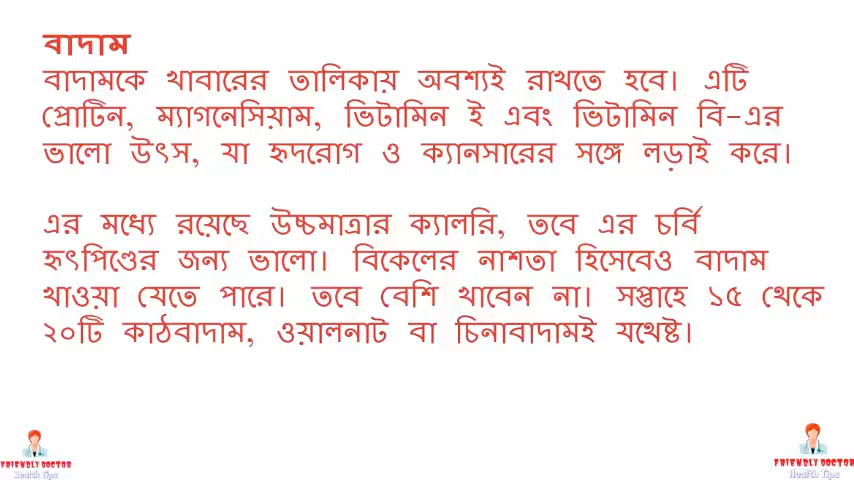 বাদাম
বাদামকে খাবারের তালিকায় অবশ্যই রাখতে হবে। এটি
প্রোটিন, ম্যাগনেসিয়াম, ভিটামিন ই এবং ভিটামিন বি-এর
ভালো উৎস, যা হৃদরোগ ও ক্যানসারের সঙ্গে লড়াই করে।
এর মধ্যে রয়েছে উচ্চমাত্রার ক্যালরি, তবে এর চর্বি
হৃৎপিণ্ডের জন্য ভালো। বিকেলের নাশতা হিসেবেও বাদাম
খাওয়া যেতে পারে। তবে বেশি খাবেন না। সপ্তাহে ১৫ থেকে
২০টি কাঠবাদাম, ওয়ালনাট বা চিনাবাদামই যথেষ্ট।
FRIENDLY DOCTOR
Health Tips
FRIENDLY DOCTOR
Health Tips